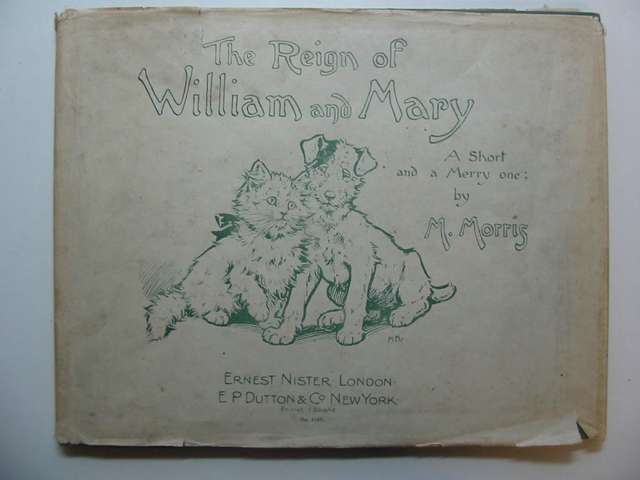 The Reign of
William and Mary
A Short
and a Merry one;
by
M. Morris
ERNEST NISTER LONDON.
E P DUTTON & CO NEW YORK.
No.